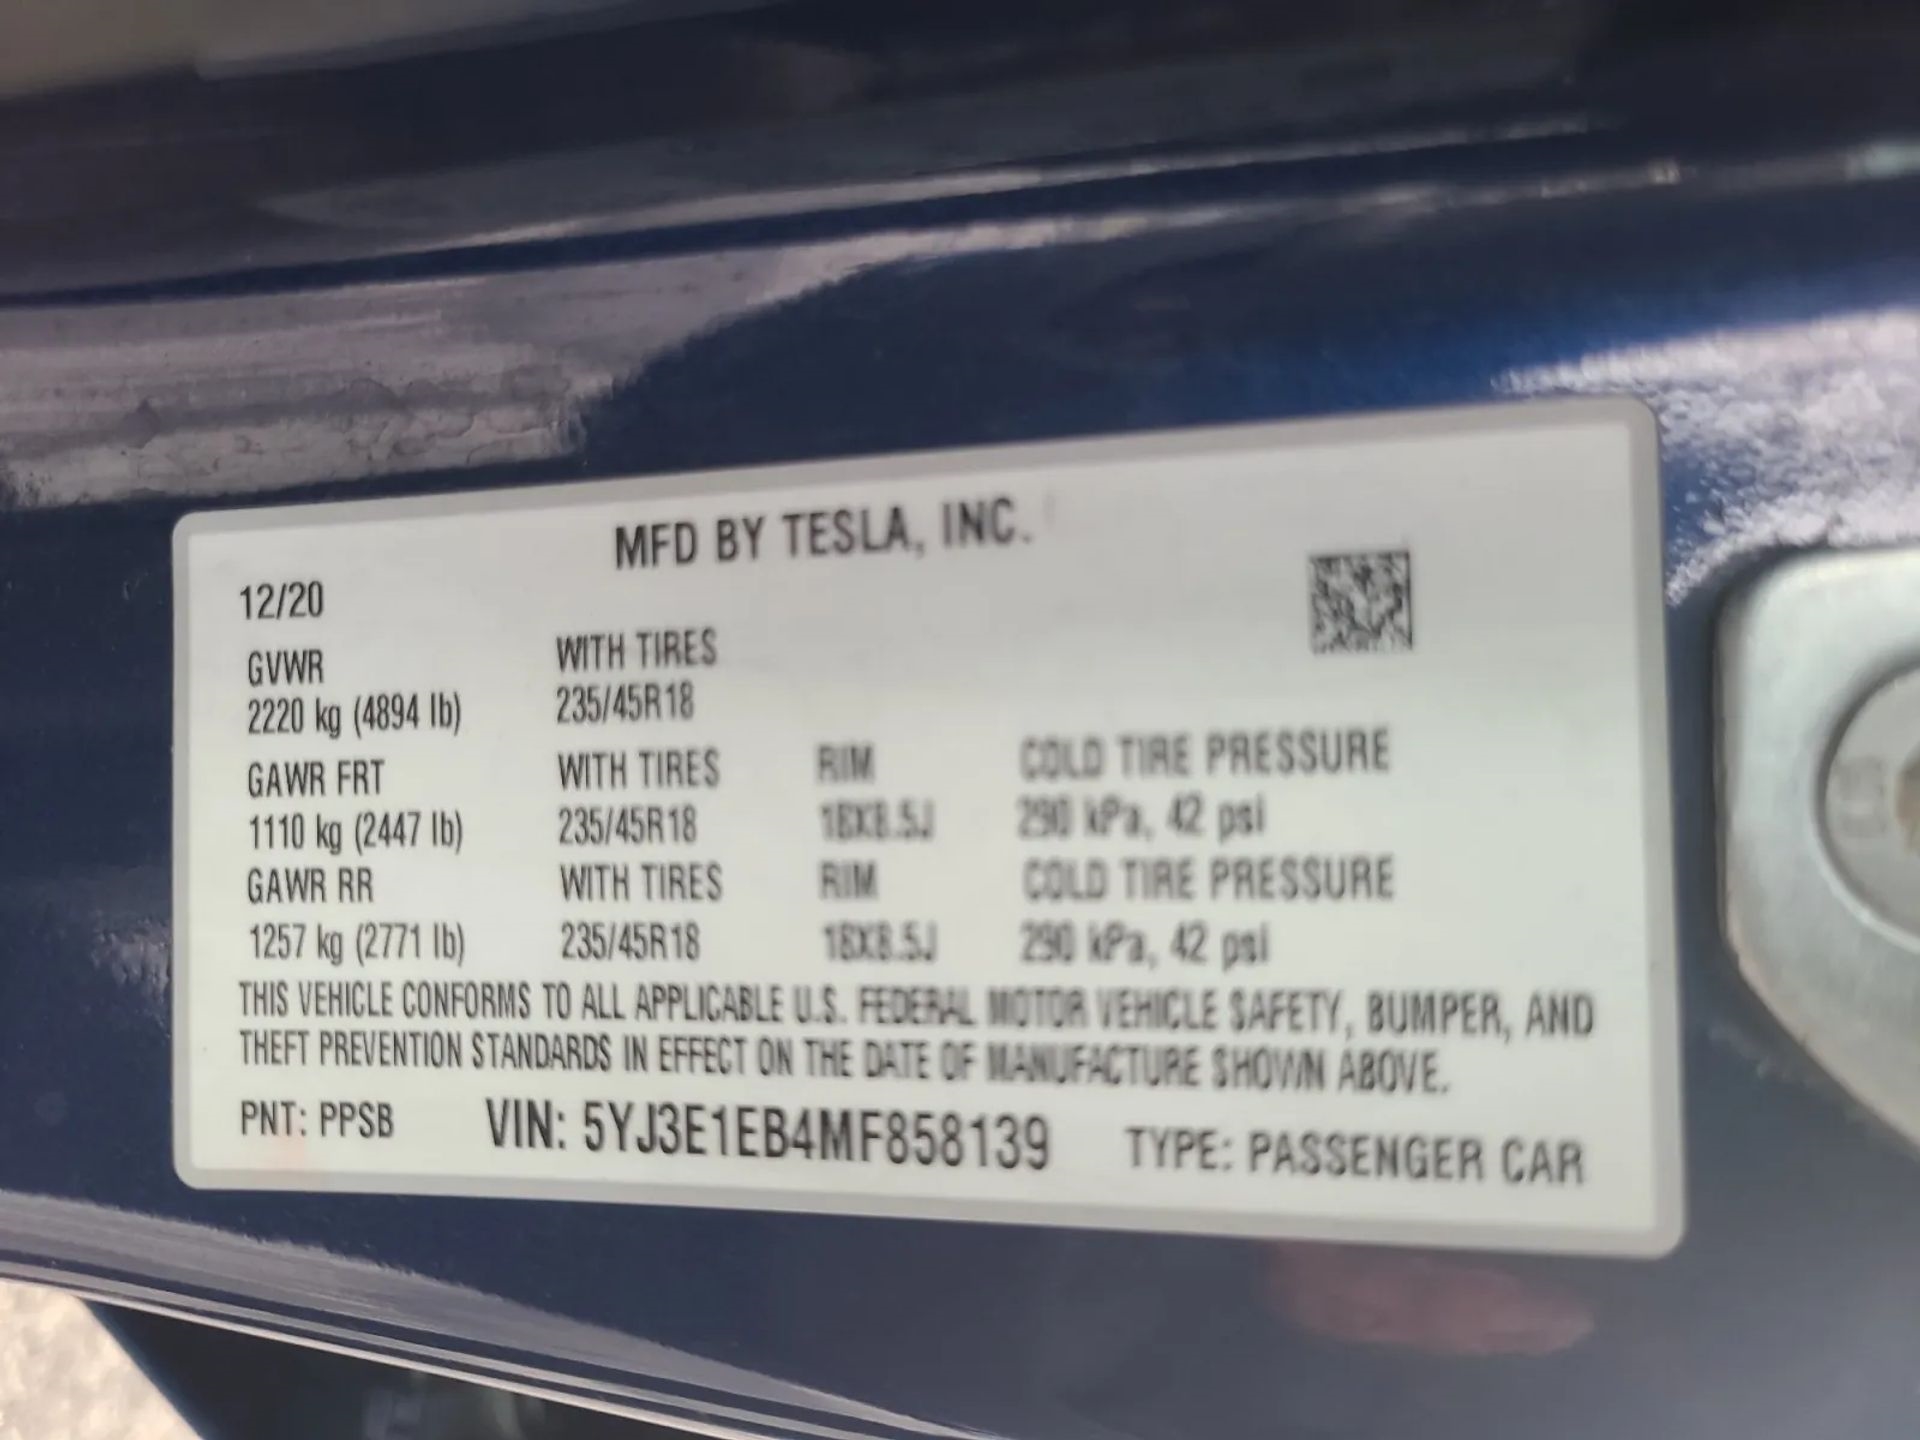 MFD BY TESLA, INC.
12/20
GVWR WITH TIRES
2220 kg (4894 lb) 235/45R18
GAWR FRT WITH TIRES RIM COLD TIRE PRESSURE
1110 kg (2447 lb) 235/45R18 18X8.5J 290 kPa, 42 psi
GAWR RR WITH TIRES RIM COLD TIRE PRESSURE
1257 kg (2771 lb) 235/45R18 18X8.5J 290 kPa, 42 psi
THIS VEHICLE CONFORMS TO ALL APPLICABLE U.S. FEDERAL MOTOR VEHICLE SAFETY, BUMPER, AND
THEFT PREVENTION STANDARDS IN EFFECT ON THE DATE OF MANUFACTURE SHOWN ABOVE.
PNT: PPSB VIN: 5YJ3E1EB4MF858139 TYPE: PASSENGER CAR